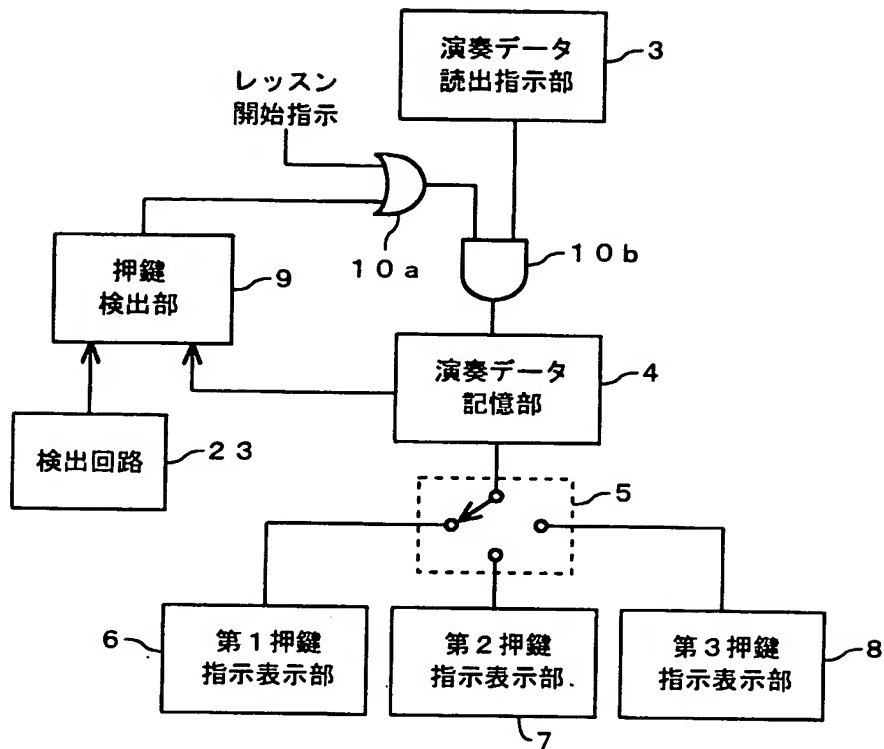 演奏データ
読出指示部
3
レッスン
開始指示
10a
10b
押鍵
検出部
9
演奏データ
記憶部
4
検出回路
23
5
6
第1押鍵
指示表示部
第2押鍵
指示表示部
7
第3押鍵
指示表示部
8